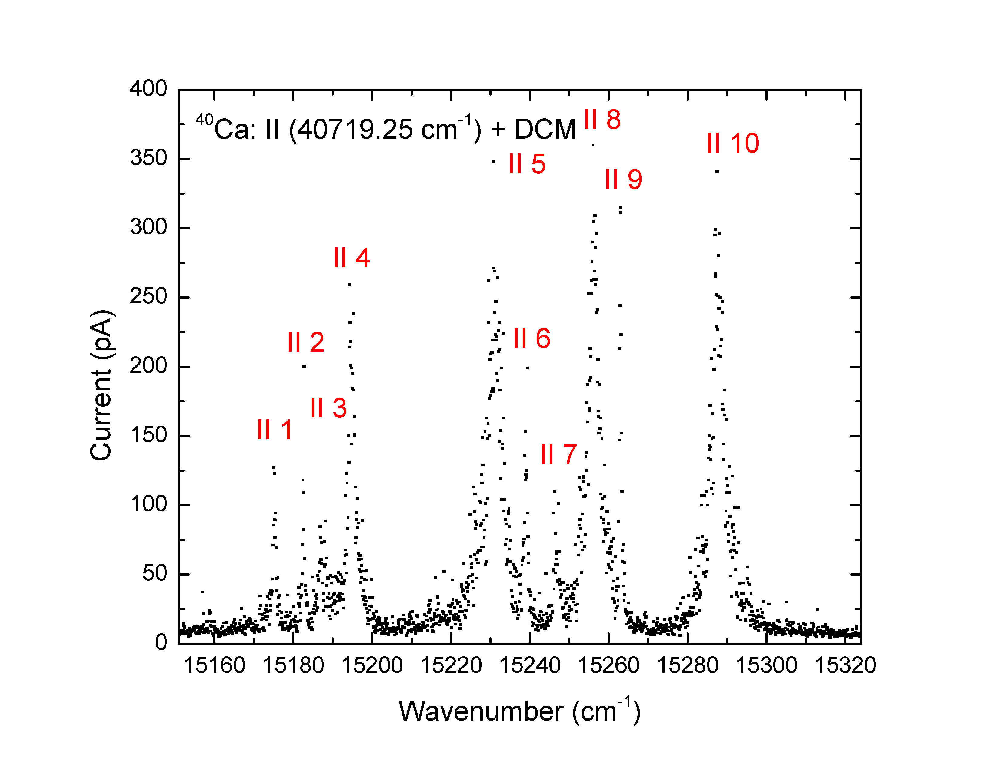 400
350
300
250
200
150
100
50
0
Current (pA)
⁴⁰Ca: II (40719.25 cm⁻¹) + DCM
II 8
II 10
II 5
II 9
II 4
II 2
II 6
II 3
II 1
II 7
15160 15180 15200 15220 15240 15260 15280 15300 15320
Wavenumber (cm⁻¹)